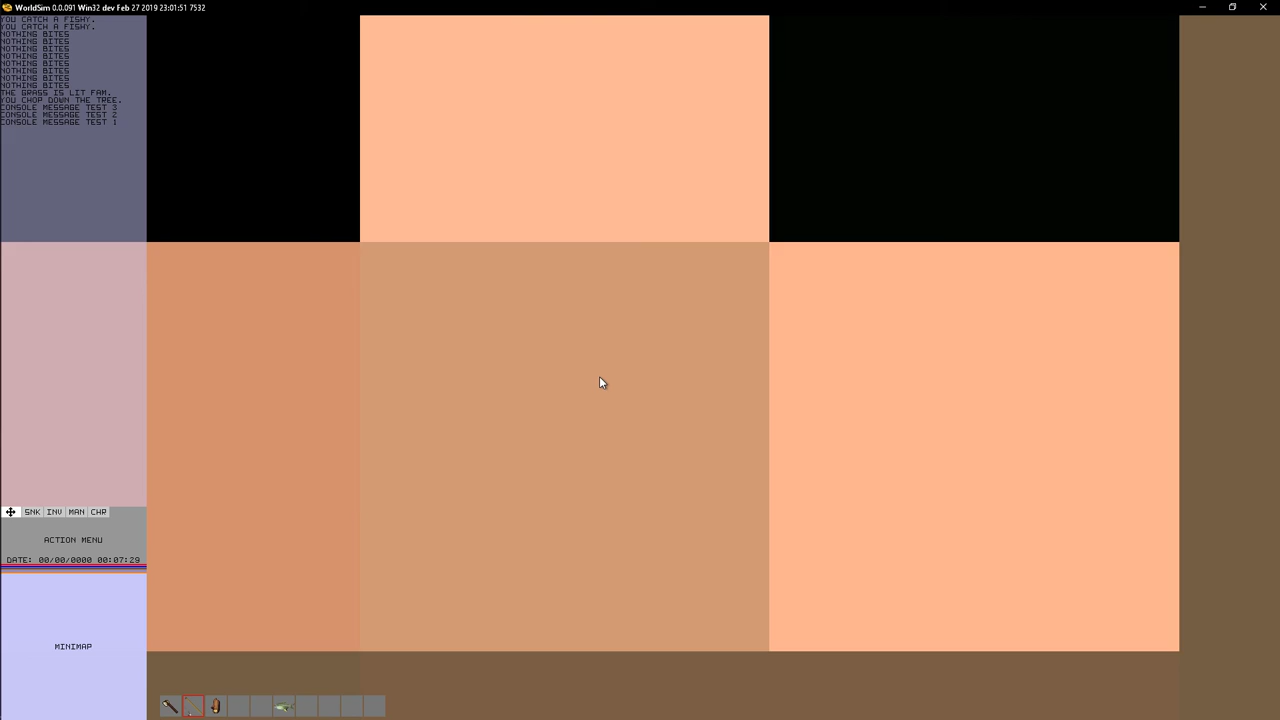 WorldSim 0.0.091 Win32 dev Feb 27 2019 23:01:51 7532
YOU CATCH A FISHY.
YOU CATCH A FISHY.
NOTHING BITES
NOTHING BITES
NOTHING BITES
NOTHING BITES
NOTHING BITES
NOTHING BITES
NOTHING BITES
NOTHING BITES
THE GRASS IS LIT FAM.
YOU CHOP DOWN THE TREE.
CONSOLE MESSAGE TEST 3
CONSOLE MESSAGE TEST 2
CONSOLE MESSAGE TEST 1
SNK INV MAN CHR
ACTION MENU
DATE: 00/00/0000 00:07:29
MINIMAP